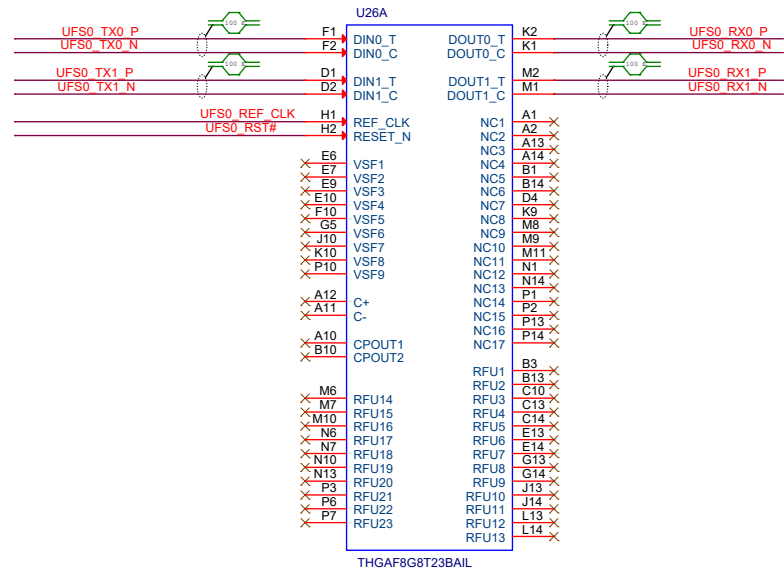 U26A
100 E
100 E
UFS0_TX0_P F1 DIN0_T DOUT0_T K2 UFS0_RX0_P
UFS0_TX0_N F2 DIN0_C DOUT0_C K1 UFS0_RX0_N
100 E
100 E
UFS0_TX1_P D1 DIN1_T DOUT1_T M2 UFS0_RX1_P
UFS0_TX1_N D2 DIN1_C DOUT1_C M1 UFS0_RX1_N
UFS0_REF_CLK H1 REF_CLK NC1 A1
UFS0_RST# H2 RESET_N NC2 A2
NC3 A13
E6 VSF1 NC4 A14
E7 VSF2 NC5 B1
E9 VSF3 NC6 B14
E10 VSF4 NC7 D4
F10 VSF5 NC8 K9
G5 VSF6 NC9 M8
J10 VSF7 NC10 M9
K10 VSF8 NC11 M11
P10 VSF9 NC12 N1
NC13 N14
A12 C+ NC14 P1
A11 C- NC15 P2
NC16 P13
A10 CPOUT1 NC17 P14
B10 CPOUT2
RFU1 B3
RFU2 B13
M6 RFU14 RFU3 C10
M7 RFU15 RFU4 C13
M10 RFU16 RFU5 C14
N6 RFU17 RFU6 E13
N7 RFU18 RFU7 E14
N10 RFU19 RFU8 G13
N13 RFU20 RFU9 G14
P3 RFU21 RFU10 J13
P6 RFU22 RFU11 J14
P7 RFU23 RFU12 L13
RFU13 L14
THGAF8G8T23BAIL